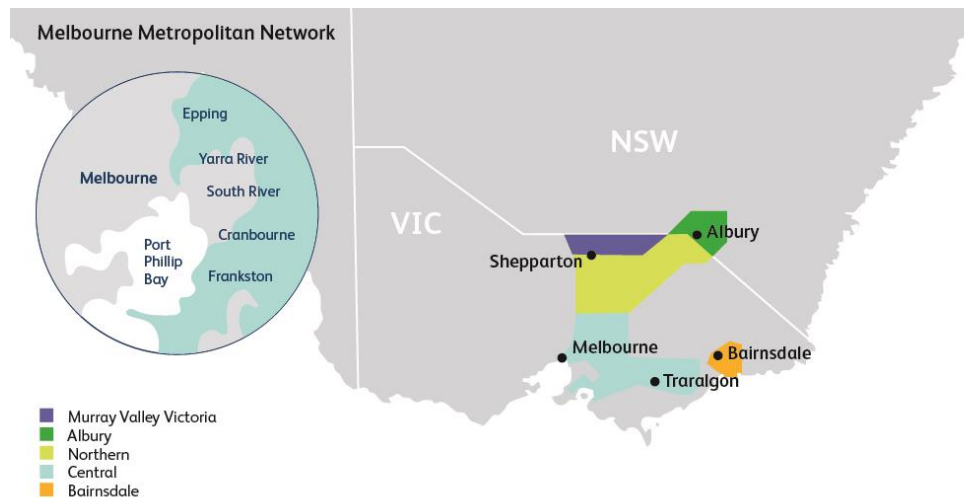 Melbourne Metropolitan Network
Epping
Yarra River
Melbourne
South River
Cranbourne
Port
Phillip
Bay
Frankston
NSW
VIC
Albury
Shepparton
Melbourne
Bairnsdale
Traralgon
Murray Valley Victoria
Albury
Northern
Central
Bairnsdale